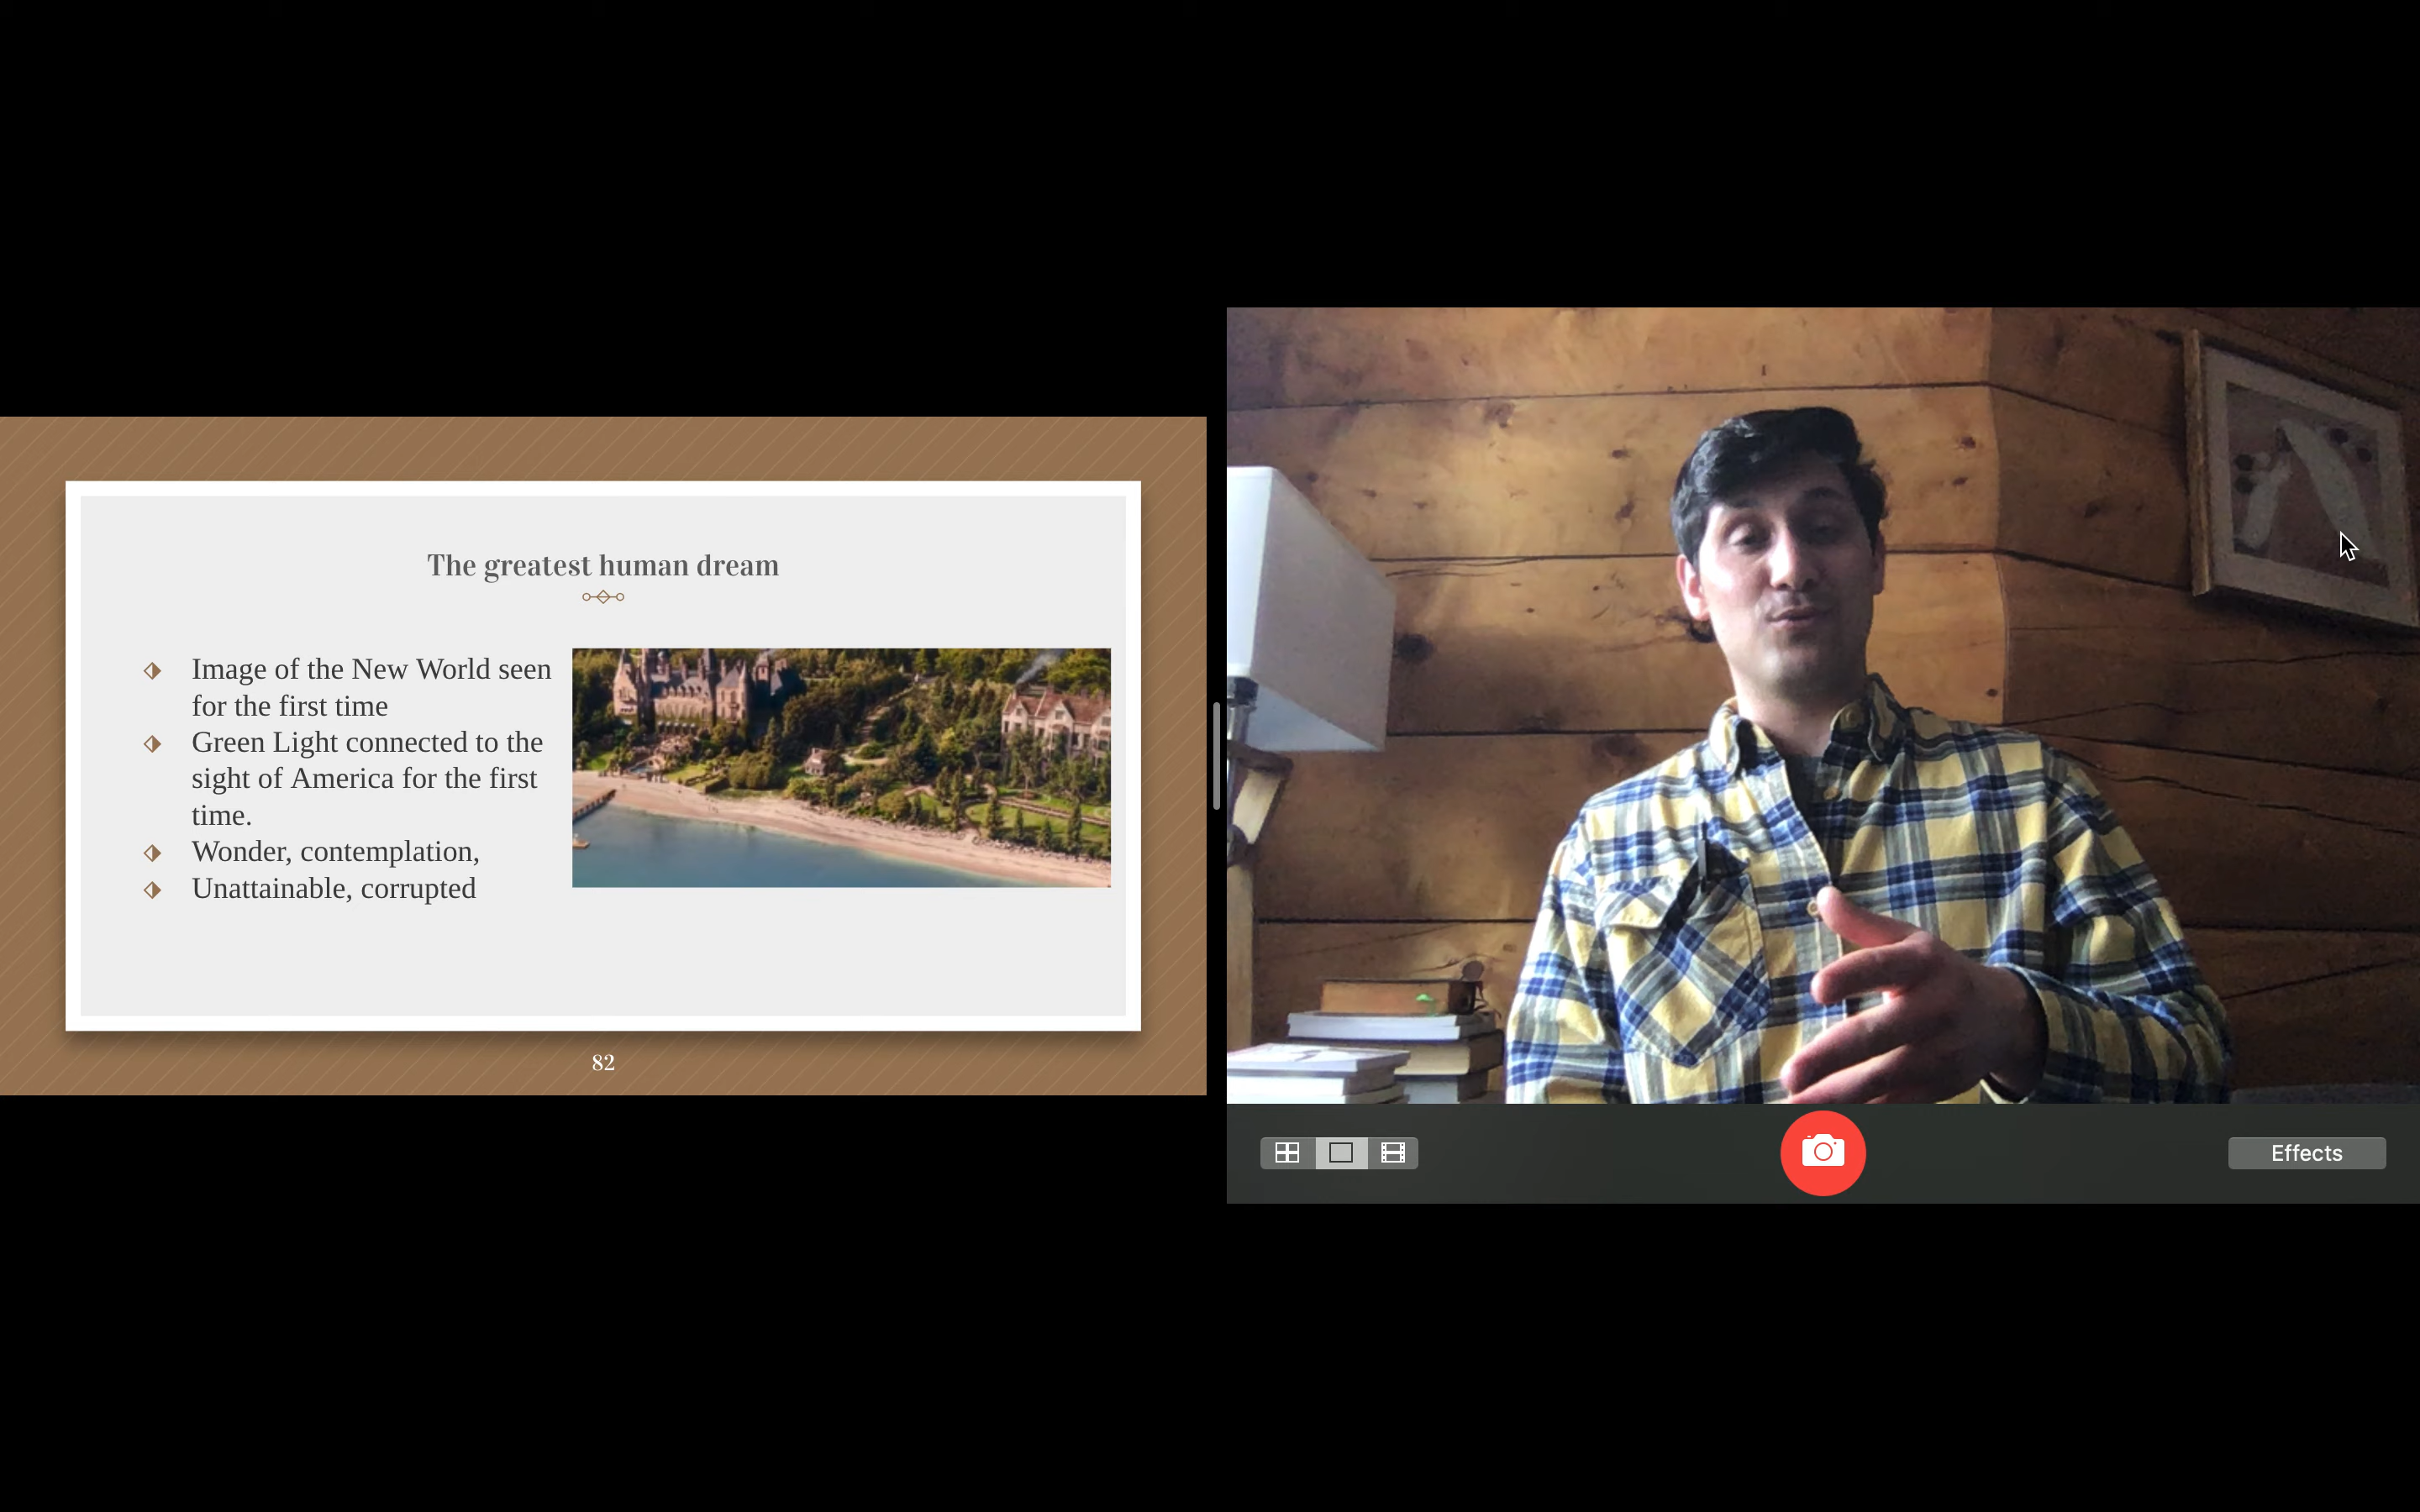 The greatest human dream
Image of the New World seen
for the first time
Green Light connected to the
sight of America for the first
time.
Wonder, contemplation,
Unattainable, corrupted
82
Effects